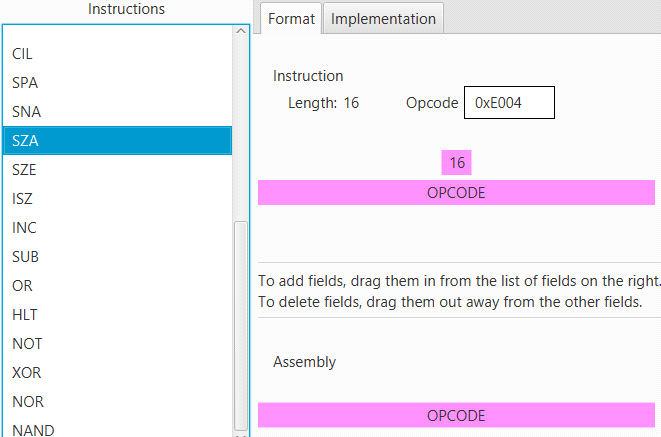 Instructions
CIL
SPA
SNA
SZA
SZE
ISZ
INC
SUB
OR
HLT
NOT
XOR
NOR
NAND
Format Implementation
Instruction
Length: 16 Opcode 0xE004
16
OPCODE
To add fields, drag them in from the list of fields on the right.
To delete fields, drag them out away from the other fields.
Assembly
OPCODE